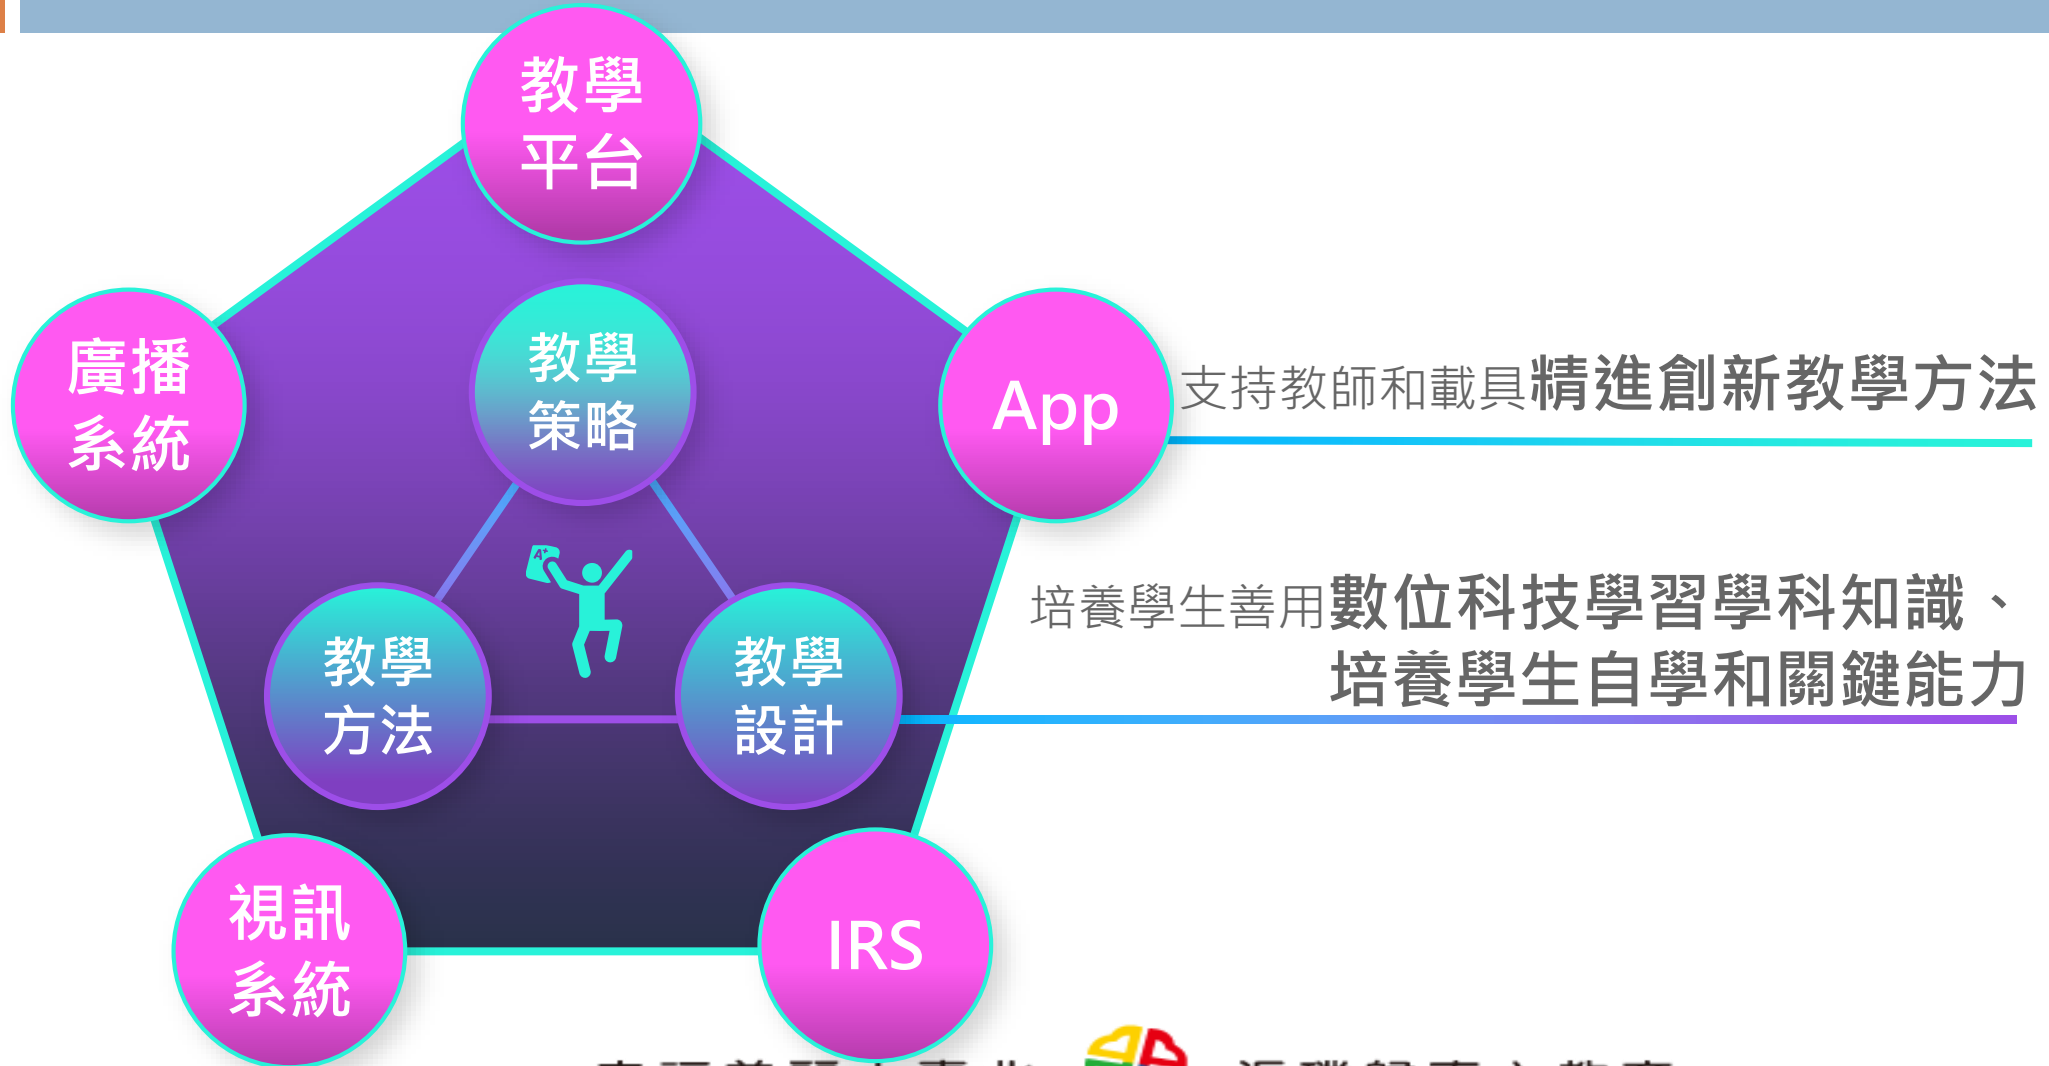 教學
平台
廣播
系統
教學
策略
App
支持教師和載具精進創新教學方法
A+
培養學生善用數位科技學習學科知識、
培養學生自學和關鍵能力
教學
方法
教學
設計
視訊
系統
IRS